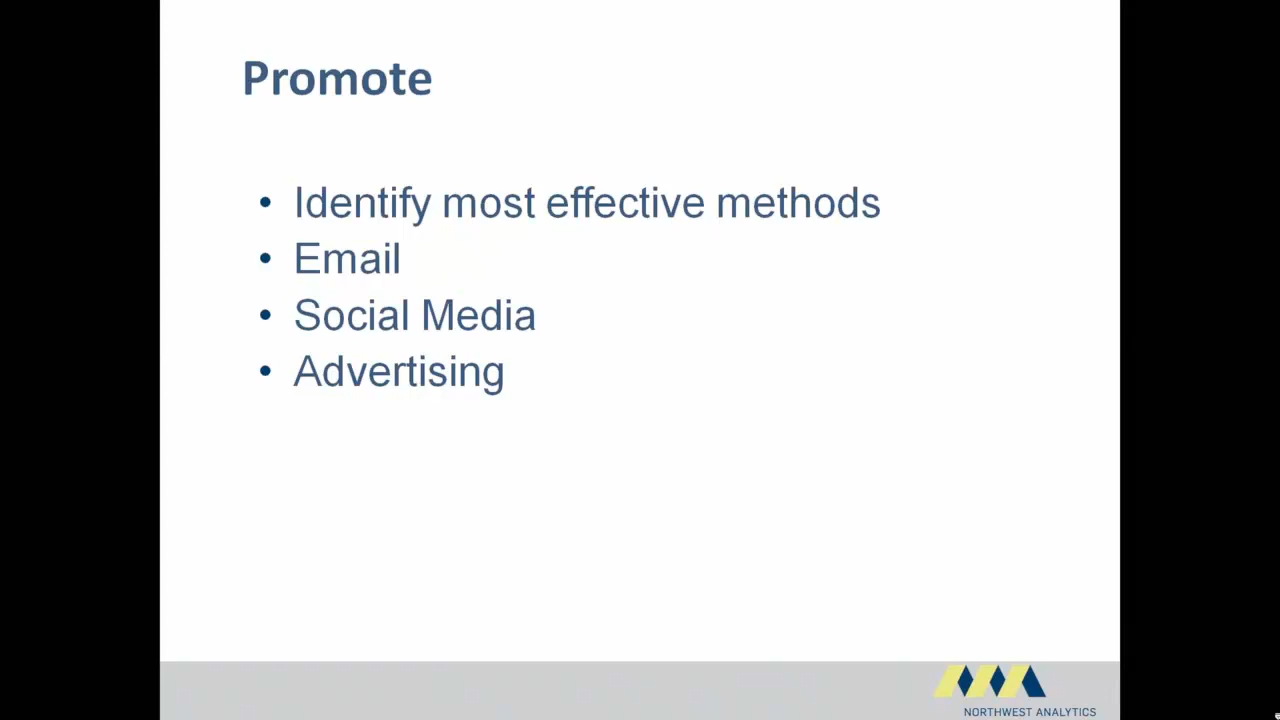 Promote
• Identify most effective methods
• Email
• Social Media
• Advertising
NORTHWEST ANALYTICS